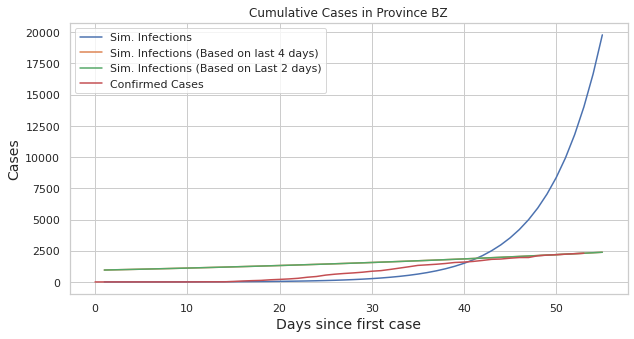 Cumulative Cases in Province BZ
Sim. Infections
Sim. Infections (Based on last 4 days)
Sim. Infections (Based on Last 2 days)
Confirmed Cases
Cases
20000
17500
15000
12500
10000
7500
5000
2500
0
0 10 20 30 40 50
Days since first case